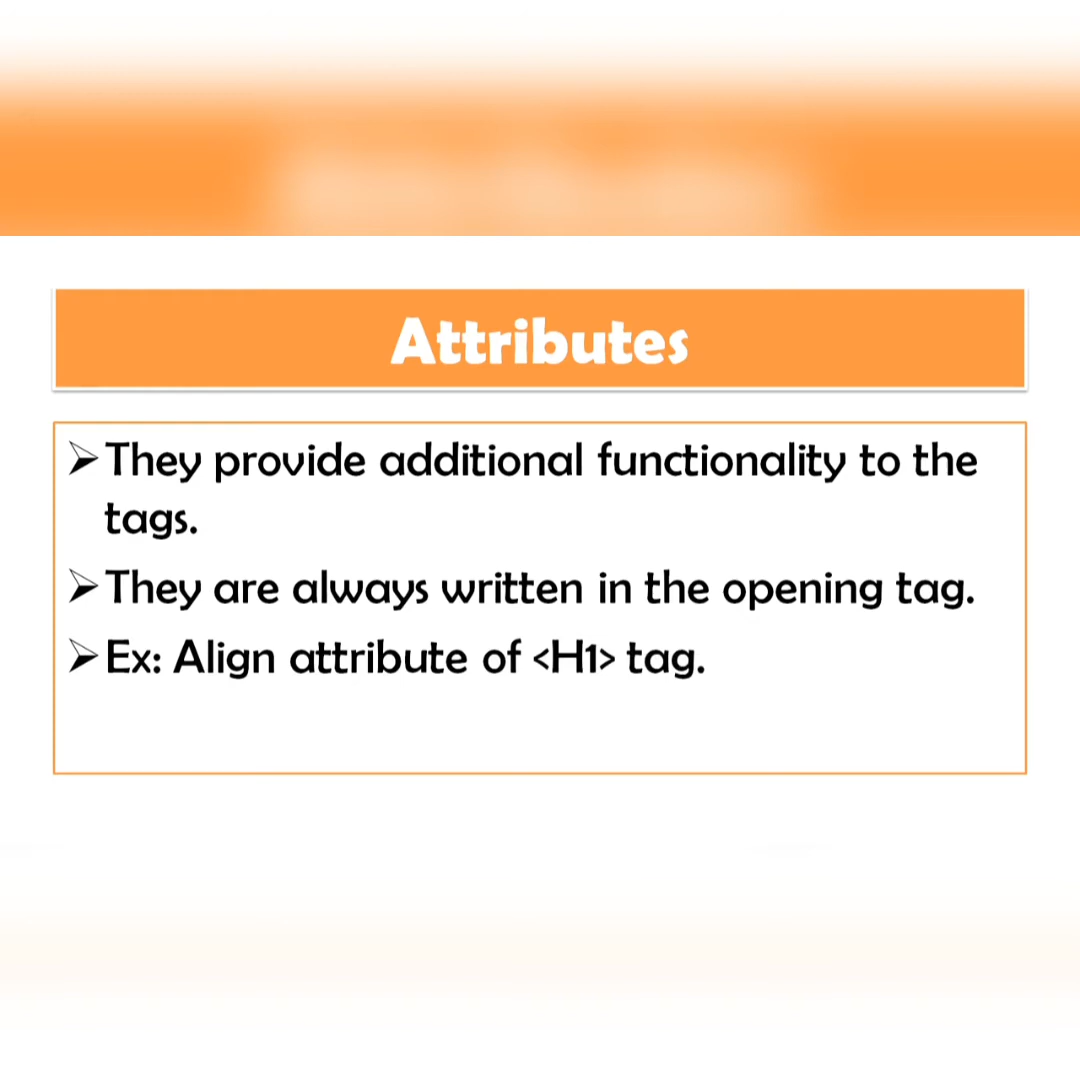 Attributes
➢They provide additional functionality to the
tags.
➢They are always written in the opening tag.
➢Ex: Align attribute of <H1> tag.